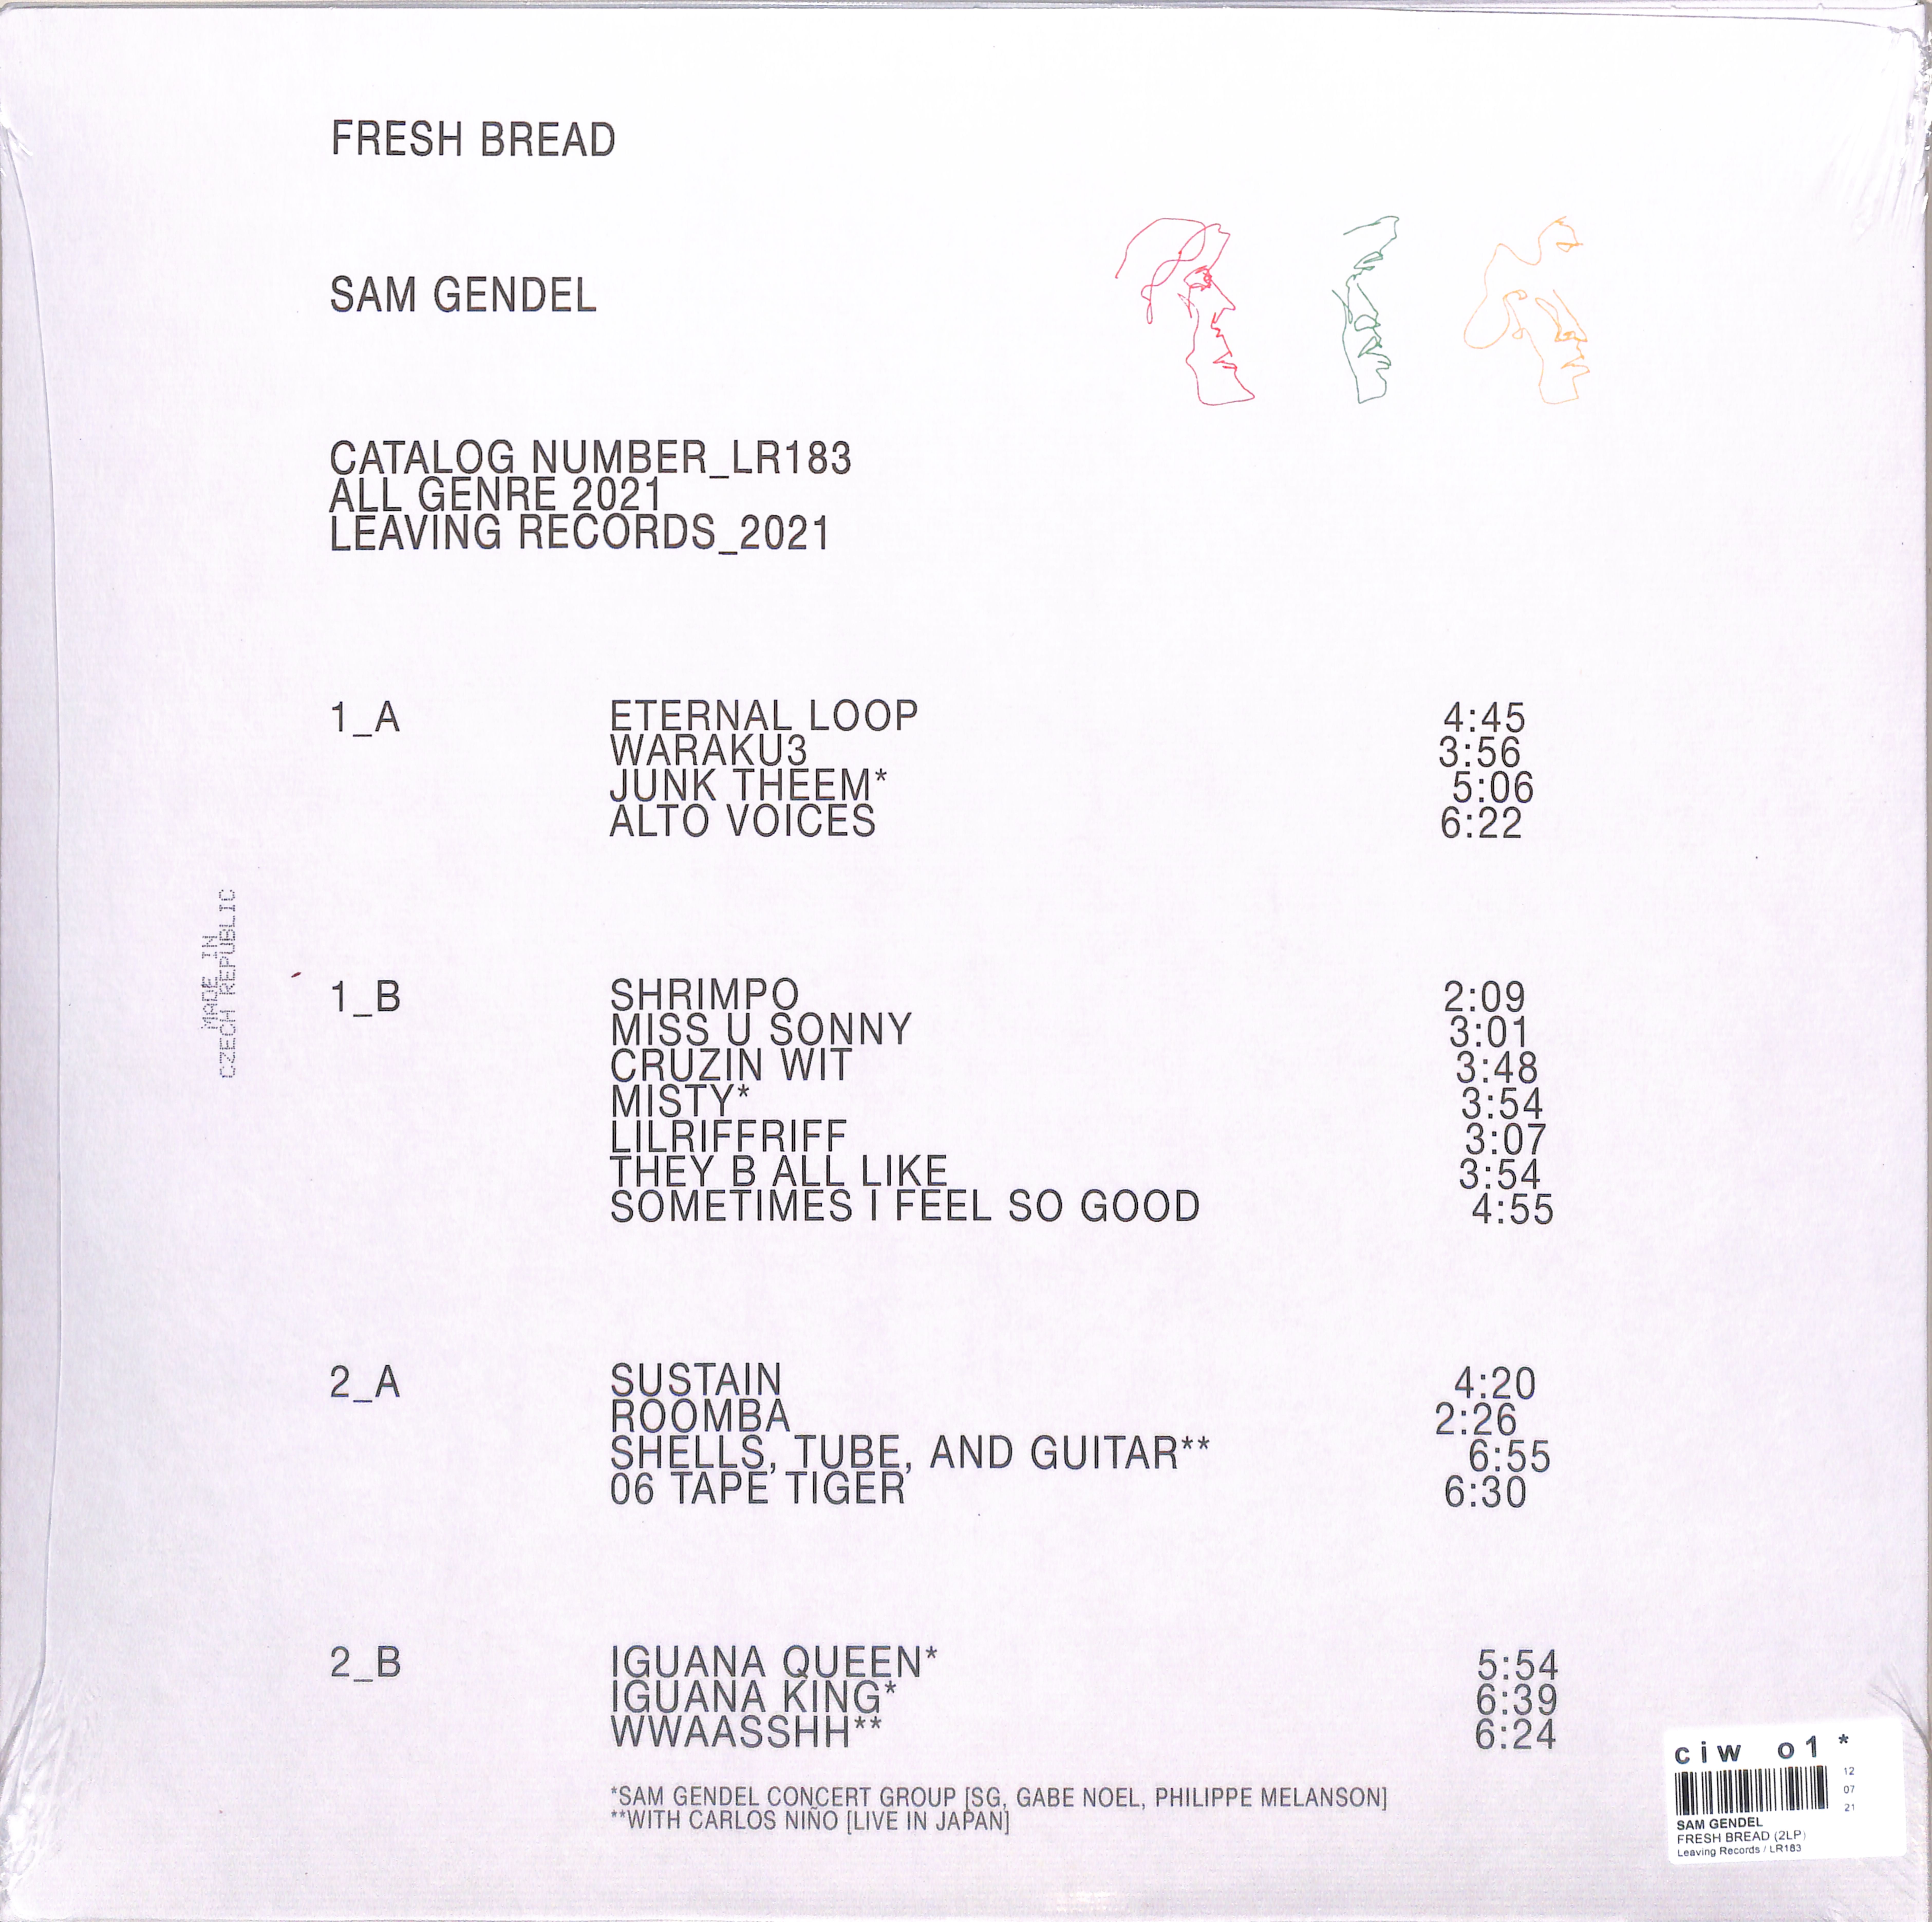 FRESH BREAD
SAM GENDEL
CATALOG NUMBER_LR183
ALL GENRE 2021
LEAVING RECORDS_2021
1_A
ETERNAL LOOP 4:45
WARAKU3 3:56
JUNK THEEM* 5:06
ALTO VOICES 6:22
MADE IN
CZECH REPUBLIC
1_B
SHRIMPO 2:09
MISS U SONNY 3:01
CRUZIN WIT 3:48
MISTY* 3:54
LILRIFFRIFF 3:07
THEY B ALL LIKE 3:54
SOMETIMES I FEEL SO GOOD 4:55
2_A
SUSTAIN 4:20
ROOMBA 2:26
SHELLS, TUBE, AND GUITAR** 6:55
06 TAPE TIGER 6:30
2_B
IGUANA QUEEN* 5:54
IGUANA KING* 6:39
WWAASSHH** 6:24
*SAM GENDEL CONCERT GROUP [SG, GABE NOEL, PHILIPPE MELANSON]
**WITH CARLOS NIÑO [LIVE IN JAPAN]
ciw o1 *
12
07
21
SAM GENDEL
FRESH BREAD (2LP)
Leaving Records / LR183